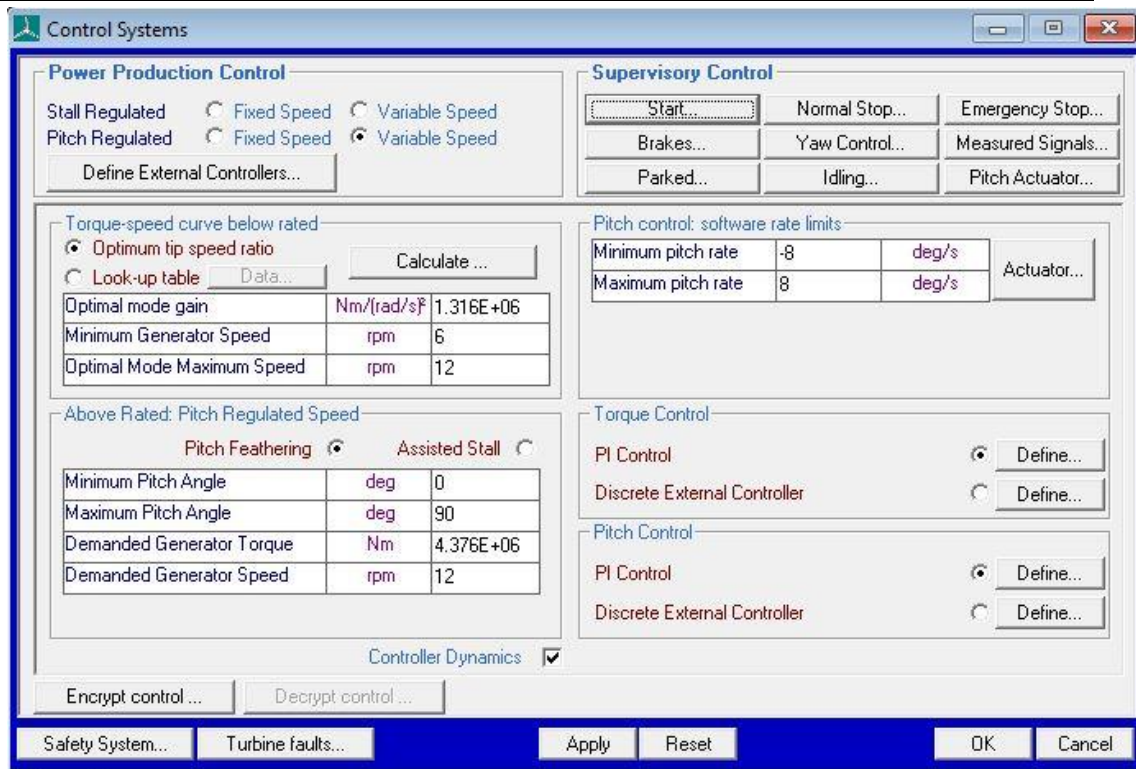 Control Systems
Power Production Control
Stall Regulated Fixed Speed Variable Speed
Pitch Regulated Fixed Speed Variable Speed
Define External Controllers...
Supervisory Control
Start... Normal Stop... Emergency Stop...
Brakes... Yaw Control... Measured Signals...
Parked... Idling... Pitch Actuator...
Torque-speed curve below rated
Optimum tip speed ratio
Look-up table Data... Calculate ...
Optimal mode gain Nm/(rad/s)² 1.316E+06
Minimum Generator Speed rpm 6
Optimal Mode Maximum Speed rpm 12
Pitch control: software rate limits
Minimum pitch rate -8 deg/s
Maximum pitch rate 8 deg/s
Actuator...
Above Rated: Pitch Regulated Speed
Pitch Feathering Assisted Stall
Minimum Pitch Angle deg 0
Maximum Pitch Angle deg 90
Demanded Generator Torque Nm 4.376E+06
Demanded Generator Speed rpm 12
Torque Control
PI Control Define...
Discrete External Controller Define...
Pitch Control
PI Control Define...
Discrete External Controller Define...
Controller Dynamics
Encrypt control ... Decrypt control ...
Safety System... Turbine faults... Apply Reset OK Cancel